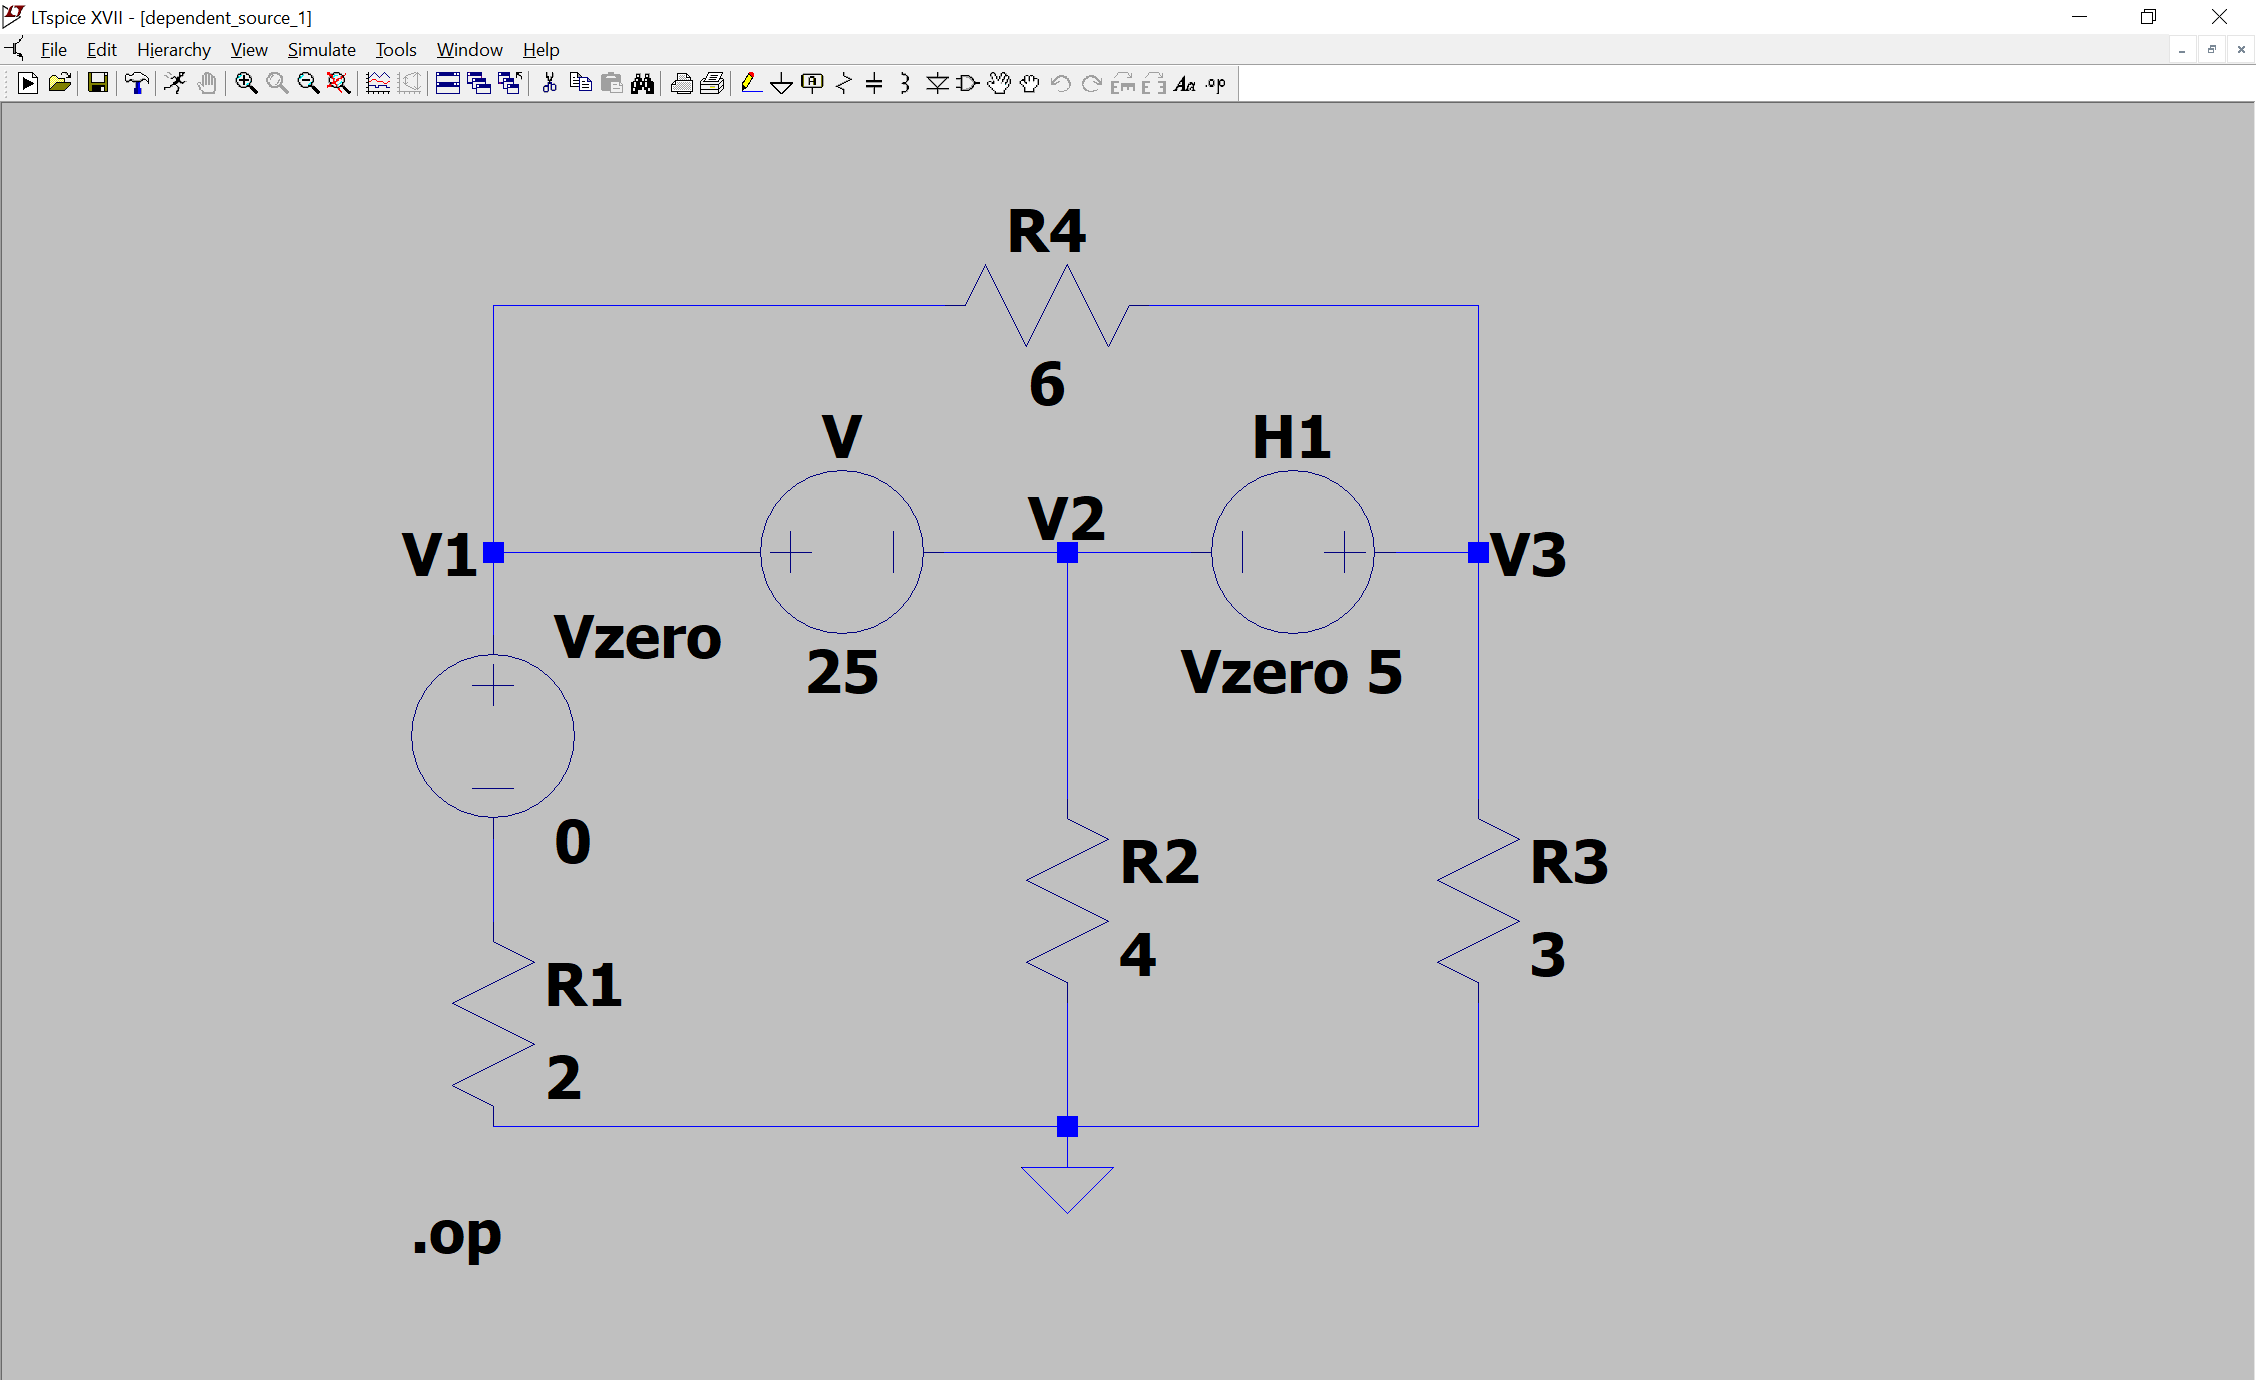 LTspice XVII - [dependent_source_1]
File Edit Hierarchy View Simulate Tools Window Help
.op
R4
6
V
H1
V2
V1
V3
Vzero
25
Vzero 5
0
R2
R3
4
3
R1
2
.op